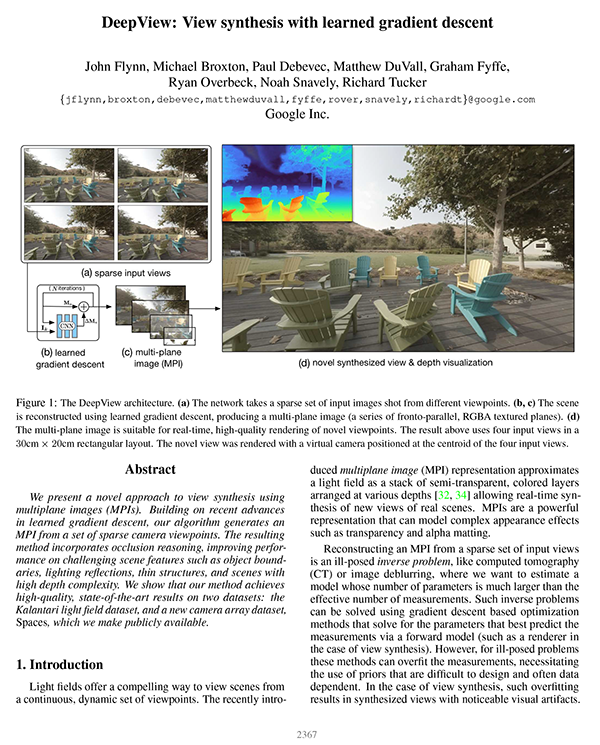 DeepView: View synthesis with learned gradient descent
John Flynn, Michael Broxton, Paul Debevec, Matthew DuVall, Graham Fyffe,
Ryan Overbeck, Noah Snavely, Richard Tucker
{jflynn,broxton,debevec,matthewduvall,fyffe,rover,snavely,richardt}@google.com
Google Inc.
(a) sparse input views
(N iterations)
CNN
(b) learned
gradient descent
(c) multi-plane
image (MPI)
(d) novel synthesized view & depth visualization
Figure 1: The DeepView architecture. (a) The network takes a sparse set of input images shot from different viewpoints. (b, c) The scene
is reconstructed using learned gradient descent, producing a multi-plane image (a series of fronto-parallel, RGBA textured planes). (d)
The multi-plane image is suitable for real-time, high-quality rendering of novel viewpoints. The result above uses four input views in a
30cm × 20cm rectangular layout. The novel view was rendered with a virtual camera positioned at the centroid of the four input views.
Abstract
We present a novel approach to view synthesis using
multiplane images (MPIs). Building on recent advances
in learned gradient descent, our algorithm generates an
MPI from a set of sparse camera viewpoints. The resulting
method incorporates occlusion reasoning, improving perfor-
mance on challenging scene features such as object bound-
aries, lighting reflections, thin structures, and scenes with
high depth complexity. We show that our method achieves
high-quality, state-of-the-art results on two datasets: the
Kalantari light field dataset, and a new camera array dataset,
Spaces, which we make publicly available.
1. Introduction
Light fields offer a compelling way to view scenes from
a continuous, dynamic set of viewpoints. The recently intro-
duced multiplane image (MPI) representation approximates
a light field as a stack of semi-transparent, colored layers
arranged at various depths [32, 34] allowing real-time syn-
thesis of new views of real scenes. MPIs are a powerful
representation that can model complex appearance effects
such as transparency and alpha matting.
Reconstructing an MPI from a sparse set of input views
is an ill-posed inverse problem, like computed tomography
(CT) or image deblurring, where we want to estimate a
model whose number of parameters is much larger than the
effective number of measurements. Such inverse problems
can be solved using gradient descent based optimization
methods that solve for the parameters that best predict the
measurements via a forward model (such as a renderer in
the case of view synthesis). However, for ill-posed problems
these methods can overfit the measurements, necessitating
the use of priors that are difficult to design and often data
dependent. In the case of view synthesis, such overfitting
results in synthesized views with noticeable visual artifacts.
2367